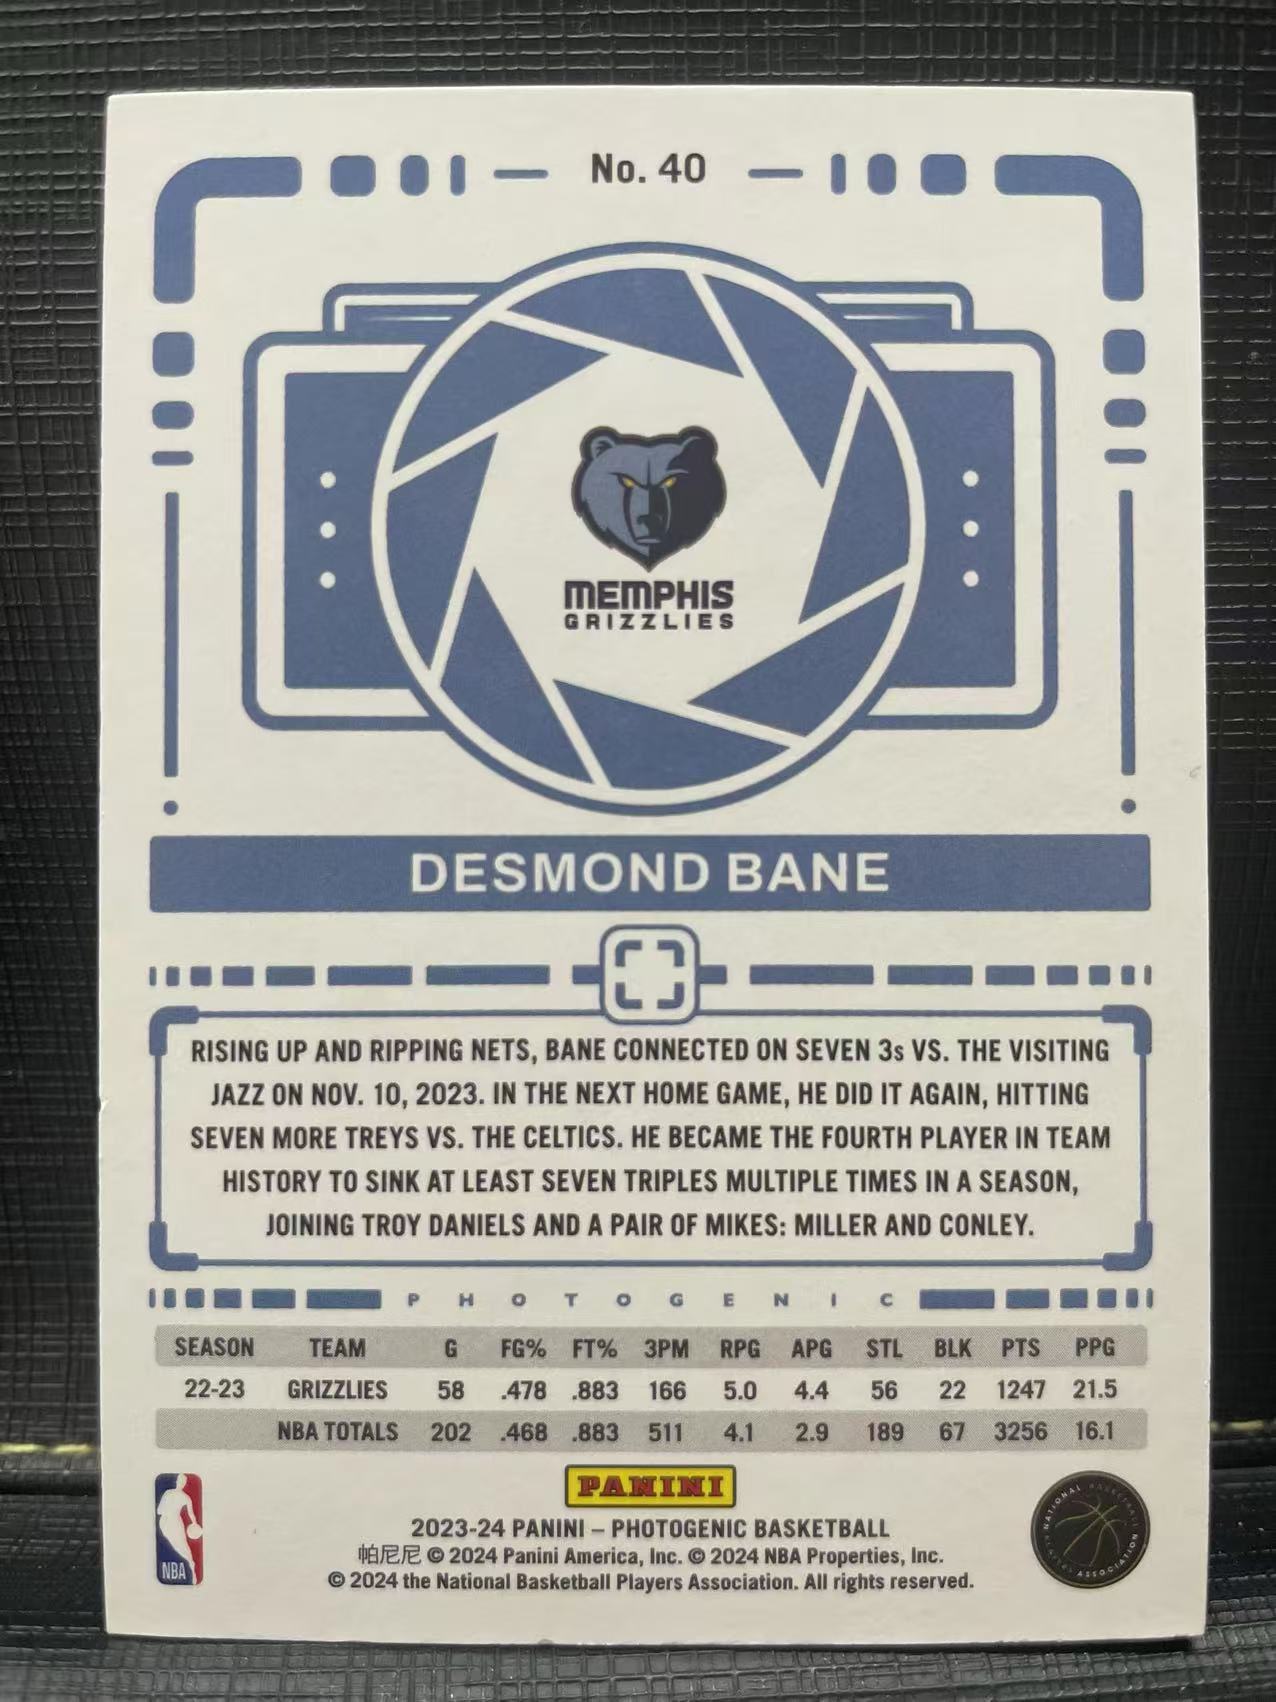 No. 40
MEMPHIS
GRIZZLIES
DESMOND BANE
RISING UP AND RIPPING NETS, BANE CONNECTED ON SEVEN 3s VS. THE VISITING
JAZZ ON NOV. 10, 2023. IN THE NEXT HOME GAME, HE DID IT AGAIN, HITTING
SEVEN MORE TREYS VS. THE CELTICS. HE BECAME THE FOURTH PLAYER IN TEAM
HISTORY TO SINK AT LEAST SEVEN TRIPLES MULTIPLE TIMES IN A SEASON,
JOINING TROY DANIELS AND A PAIR OF MIKES: MILLER AND CONLEY.
PHOTOGENIC
SEASON TEAM G FG% FT% 3PM RPG APG STL BLK PTS PPG
22-23 GRIZZLIES 58 .478 .883 166 5.0 4.4 56 22 1247 21.5
NBA TOTALS 202 .468 .883 511 4.1 2.9 189 67 3256 16.1
PANINI
NBA
NATIONAL BASKETBALL
PLAYERS ASSOCIATION
2023-24 PANINI – PHOTOGENIC BASKETBALL
帕尼尼 © 2024 Panini America, Inc. © 2024 NBA Properties, Inc.
© 2024 the National Basketball Players Association. All rights reserved.